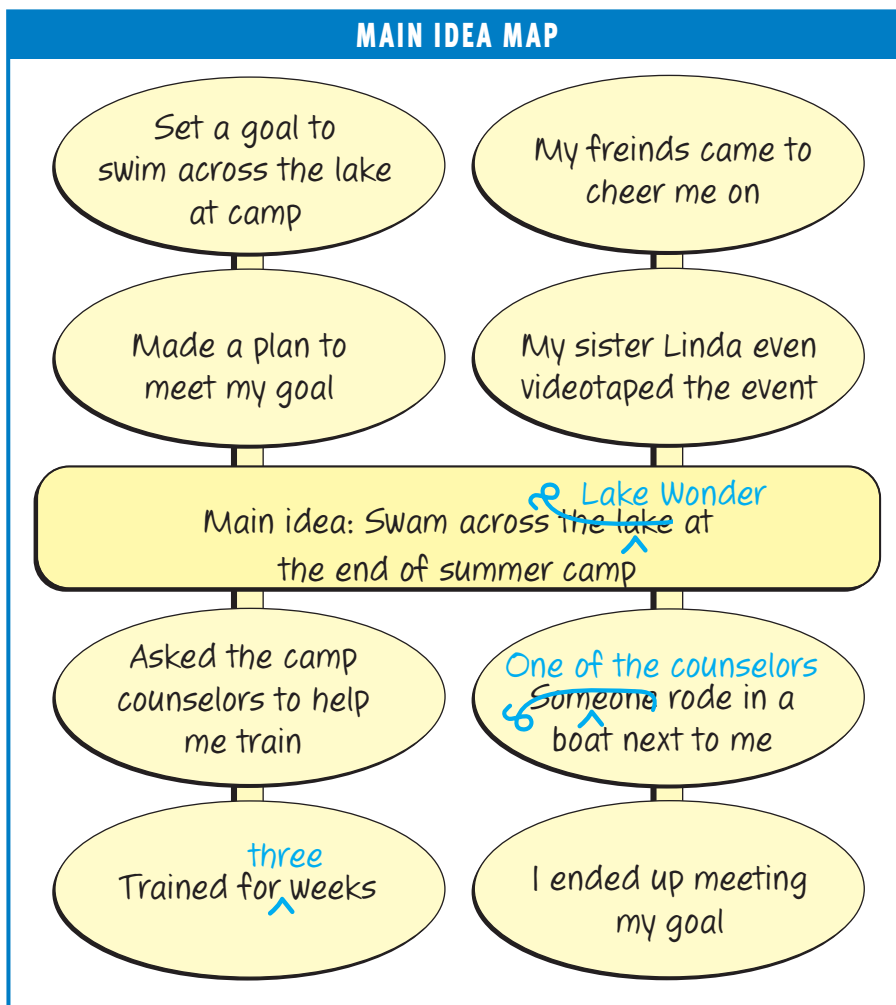 MAIN IDEA MAP
Set a goal to
swim across the lake
at camp
My freinds came to
cheer me on
Made a plan to
meet my goal
My sister Linda even
videotaped the event
Lake Wonder
Main idea: Swam across the lake at
the end of summer camp
Asked the camp
counselors to help
me train
One of the counselors
Someone rode in a
boat next to me
three
Trained for weeks
I ended up meeting
my goal